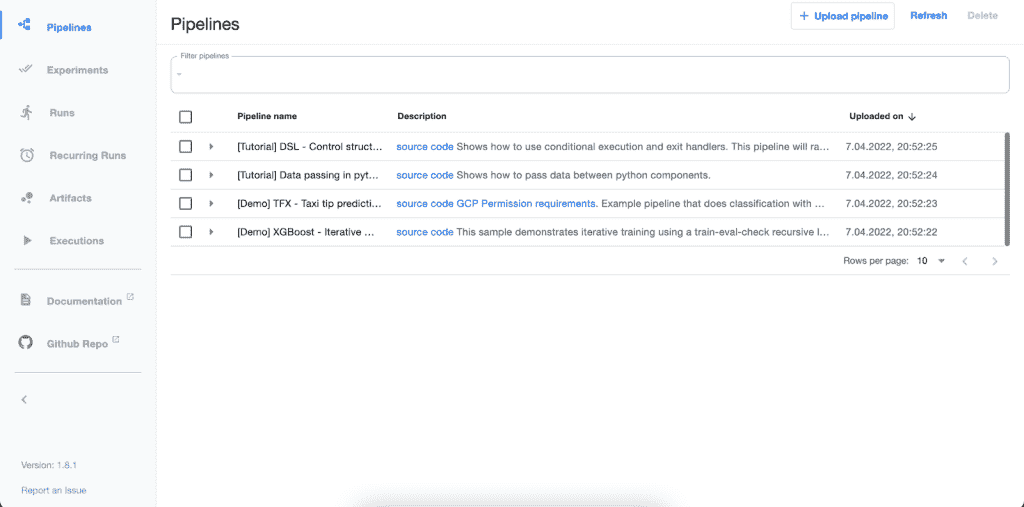 Pipelines
Experiments
Runs
Recurring Runs
Artifacts
Executions
Documentation
Github Repo
Version: 1.8.1
Report an Issue
Pipelines
+ Upload pipeline Refresh Delete
Filter pipelines
Pipeline name Description Uploaded on
[Tutorial] DSL - Control struct... source code Shows how to use conditional execution and exit handlers. This pipeline will ra... 7.04.2022, 20:52:25
[Tutorial] Data passing in pyt... source code Shows how to pass data between python components. 7.04.2022, 20:52:24
[Demo] TFX - Taxi tip predicti... source code GCP Permission requirements. Example pipeline that does classification with ... 7.04.2022, 20:52:23
[Demo] XGBoost - Iterative ... source code This sample demonstrates iterative training using a train-eval-check recursive l... 7.04.2022, 20:52:22
Rows per page: 10